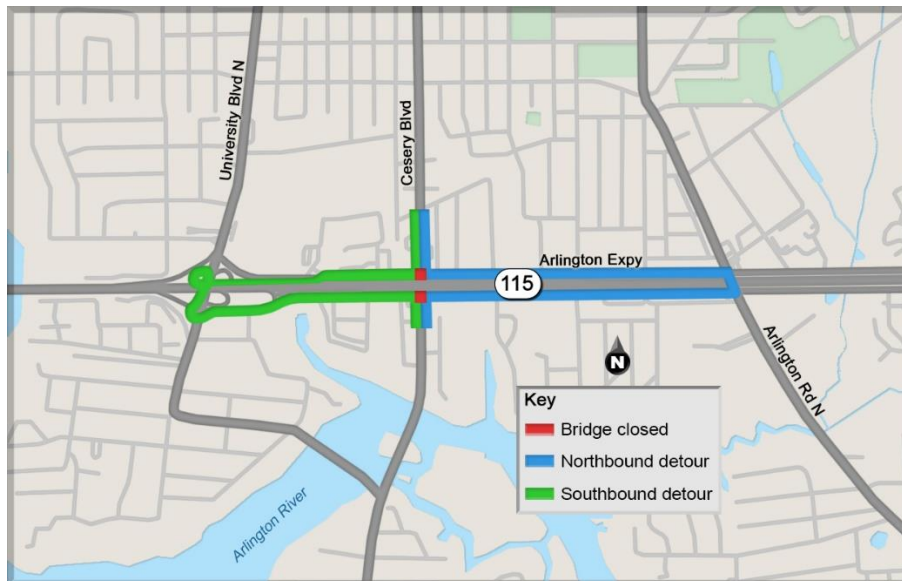 University Blvd N
Cesery Blvd
Arlington Expy
115
Arlington Rd N
N
Arlington River
Key
Bridge closed
Northbound detour
Southbound detour